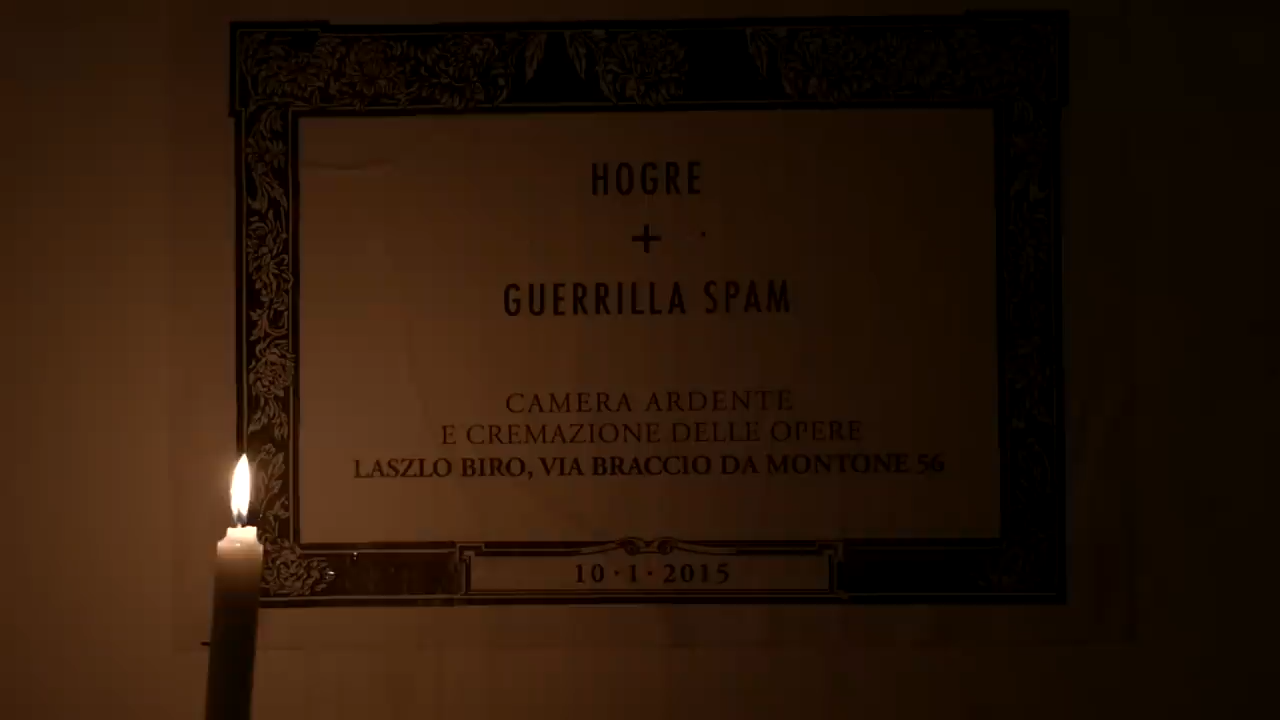 HOGRE
+
GUERRILLA SPAM
CAMERA ARDENTE
E CREMAZIONE DELLE OPERE
LASZLO BIRO, VIA BRACCIO DA MONTONE 56
10·1·2015